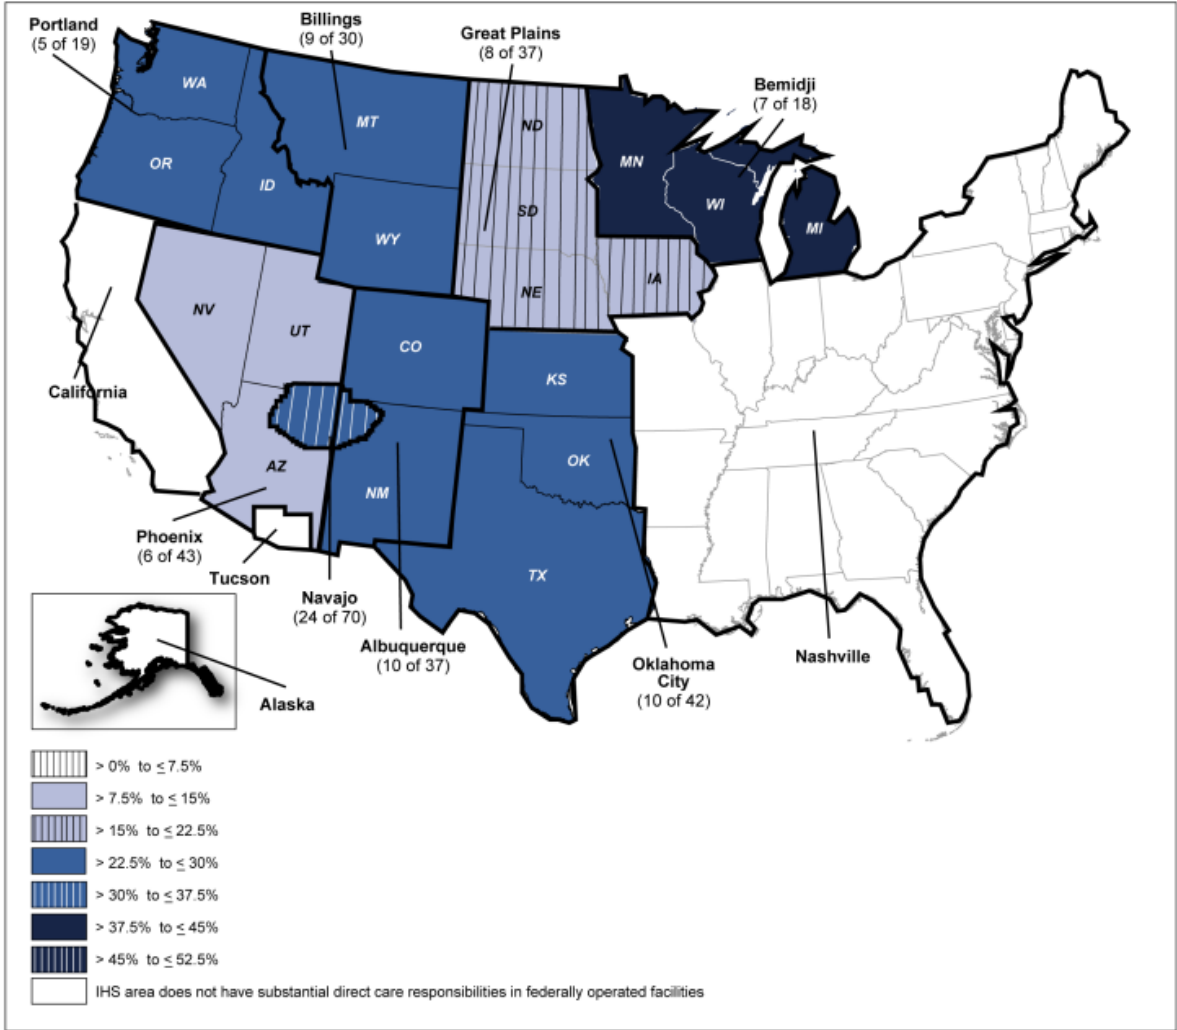 Portland
(5 of 19)
Billings
(9 of 30)
Great Plains
(8 of 37)
Bemidji
(7 of 18)
WA
MT
ND
MN
OR
ID
SD
WI
MI
WY
NE
IA
NV
UT
CO
KS
California
AZ
NM
OK
TX
Phoenix
(6 of 43)
Tucson
Navajo
(24 of 70)
Albuquerque
(10 of 37)
Oklahoma
City
(10 of 42)
Nashville
Alaska
> 0% to ≤ 7.5%
> 7.5% to ≤ 15%
> 15% to ≤ 22.5%
> 22.5% to ≤ 30%
> 30% to ≤ 37.5%
> 37.5% to ≤ 45%
> 45% to ≤ 52.5%
IHS area does not have substantial direct care responsibilities in federally operated facilities